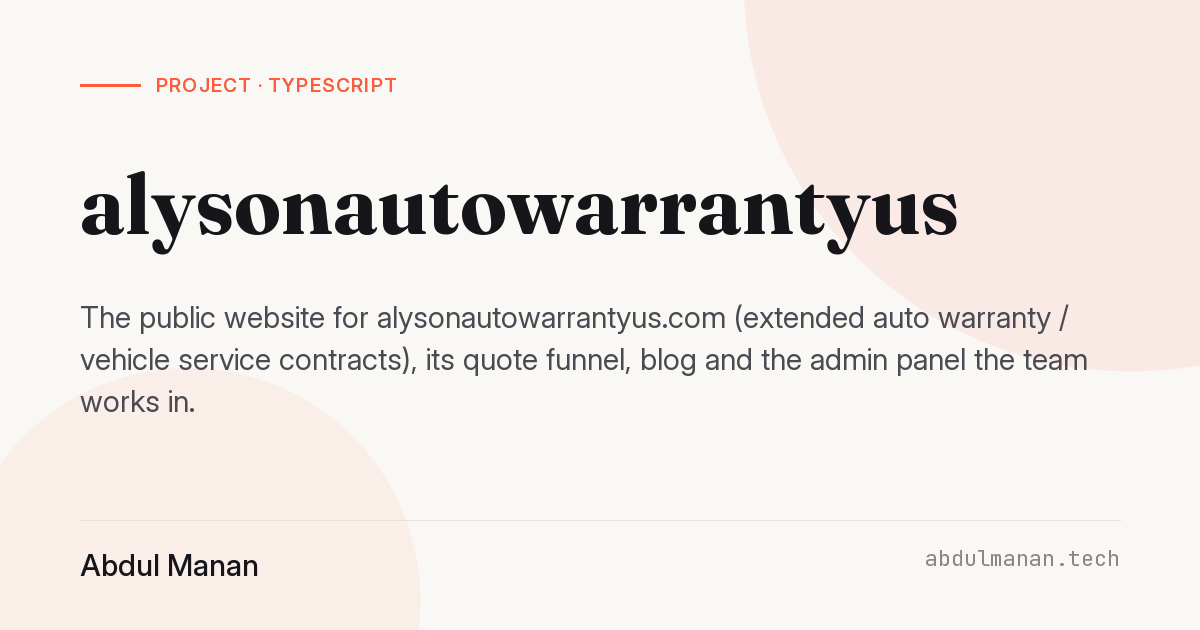 PROJECT · TYPESCRIPT
alysonautowarrantyus
The public website for alysonautowarrantyus.com (extended auto warranty /
vehicle service contracts), its quote funnel, blog and the admin panel the team
works in.
Abdul Manan
abdulmanan.tech